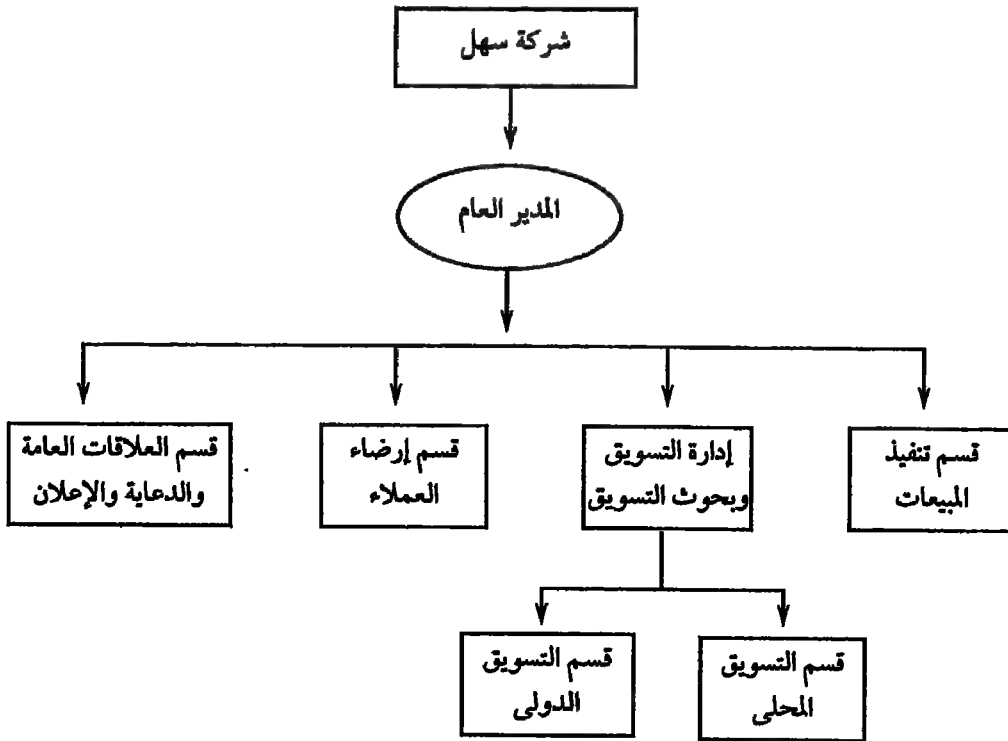 شركة سهل
المدير العام
قسم تنفيذ
المبيعات
إدارة التسويق
وبحوث التسويق
قسم إرضاء
العملاء
قسم العلاقات العامة
والدعاية والإعلان
قسم التسويق
المحلى
قسم التسويق
الدولى